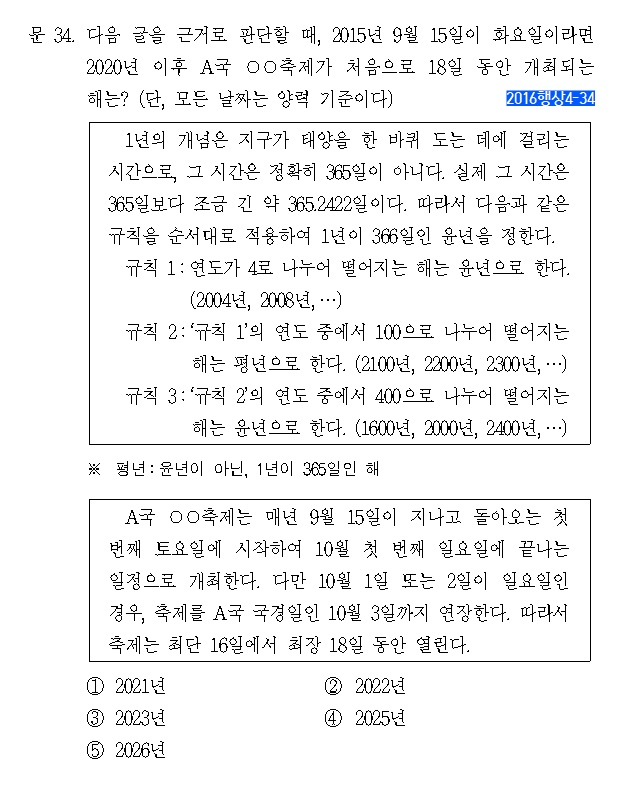 문 34. 다음 글을 근거로 판단할 때, 2015년 9월 15일이 화요일이라면
2020년 이후 A국 ○○축제가 처음으로 18일 동안 개최되는
해는? (단, 모든 날짜는 양력 기준이다) 2016행상4-34
1년의 개념은 지구가 태양을 한 바퀴 도는 데에 걸리는
시간으로, 그 시간은 정확히 365일이 아니다. 실제 그 시간은
365일보다 조금 긴 약 365.2422일이다. 따라서 다음과 같은
규칙을 순서대로 적용하여 1년이 366일인 윤년을 정한다.
규칙 1 : 연도가 4로 나누어 떨어지는 해는 윤년으로 한다.
(2004년, 2008년, …)
규칙 2 : ‘규칙 1’의 연도 중에서 100으로 나누어 떨어지는
해는 평년으로 한다. (2100년, 2200년, 2300년, …)
규칙 3 : ‘규칙 2’의 연도 중에서 400으로 나누어 떨어지는
해는 윤년으로 한다. (1600년, 2000년, 2400년, …)
※ 평년 : 윤년이 아닌, 1년이 365일인 해
A국 ○○축제는 매년 9월 15일이 지나고 돌아오는 첫
번째 토요일에 시작하여 10월 첫 번째 일요일에 끝나는
일정으로 개최한다. 다만 10월 1일 또는 2일이 일요일인
경우, 축제를 A국 국경일인 10월 3일까지 연장한다. 따라서
축제는 최단 16일에서 최장 18일 동안 열린다.
① 2021년 ② 2022년
③ 2023년 ④ 2025년
⑤ 2026년